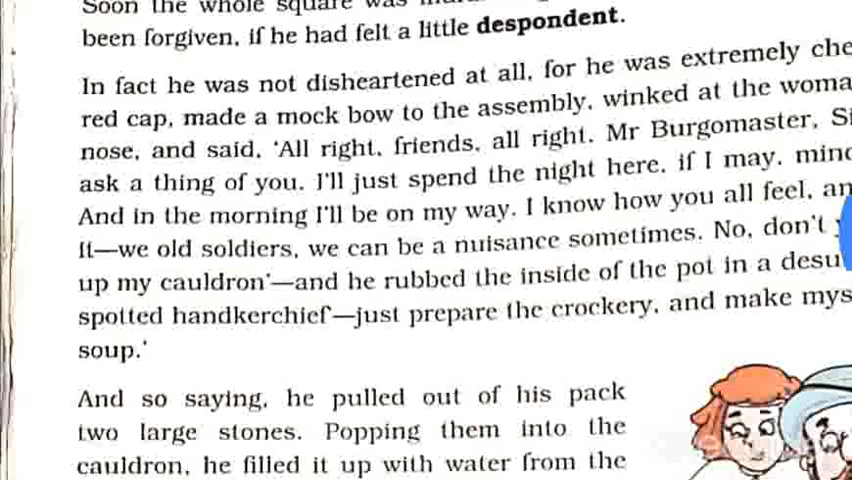 Soon the whole square was
been forgiven, if he had felt a little despondent.
In fact he was not disheartened at all, for he was extremely
red cap, made a mock bow to the assembly, winked at the
nose, and said, 'All right, friends, all right. Mr Burgomaster,
ask a thing of you. I'll just spend the night here, if I may,
And in the morning I'll be on my way. I know how you all feel,
it—we old soldiers, we can be a nuisance sometimes. No, don't
up my cauldron'—and he rubbed the inside of the pot in a
spotted handkerchief—just prepare the crockery, and make
soup.'
And so saying, he pulled out of his pack
two large stones. Popping them into the
cauldron, he filled it up with water from the